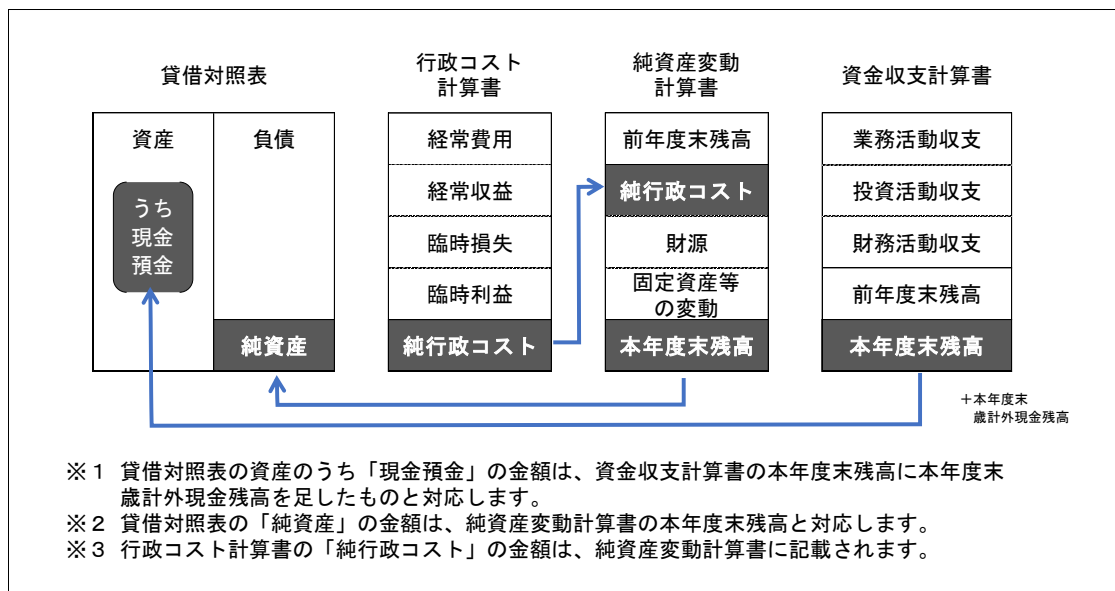 貸借対照表
行政コスト
計算書
純資産変動
計算書
資金収支計算書
資産
うち
現金
預金
負債
純資産
経常費用
経常収益
臨時損失
臨時利益
純行政コスト
前年度末残高
純行政コスト
財源
固定資産等
の変動
本年度末残高
業務活動収支
投資活動収支
財務活動収支
前年度末残高
本年度末残高
＋本年度末
歳計外現金残高
※１ 貸借対照表の資産のうち「現金預金」の金額は、資金収支計算書の本年度末残高に本年度末
歳計外現金残高を足したものと対応します。
※２ 貸借対照表の「純資産」の金額は、純資産変動計算書の本年度末残高と対応します。
※３ 行政コスト計算書の「純行政コスト」の金額は、純資産変動計算書に記載されます。